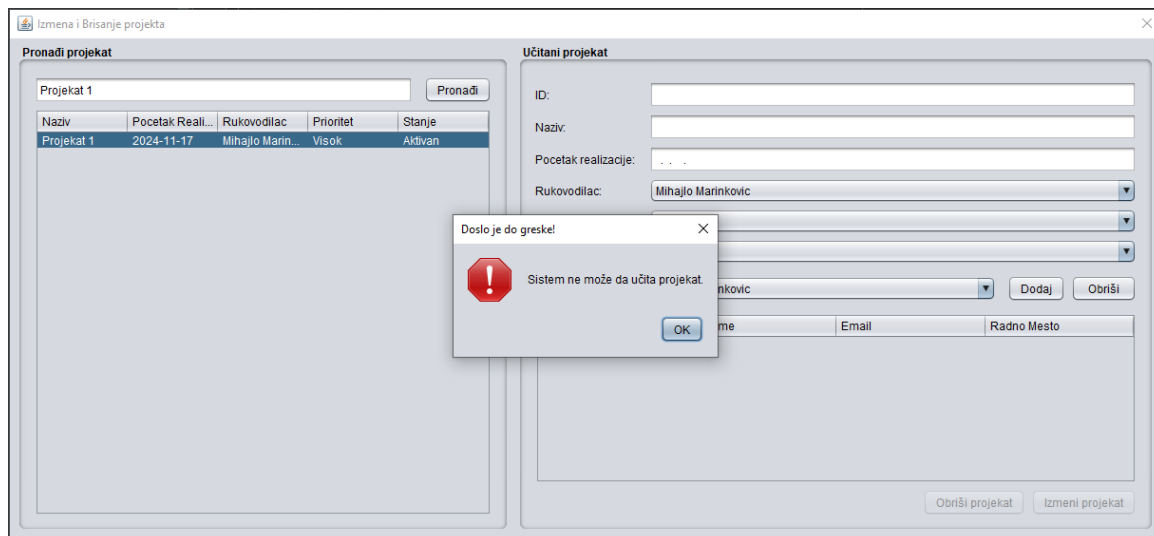 Izmena i Brisanje projekta
Pronađi projekat
Projekat 1
Pronađi
Naziv Pocetak Reali... Rukovodilac Prioritet Stanje
Projekat 1 2024-11-17 Mihajlo Marin... Visok Aktivan
Učitani projekat
ID:
Naziv:
Pocetak realizacije: . . .
Rukovodilac: Mihajlo Marinkovic
Doslo je do greske!
Sistem ne može da učita projekat.
OK
Dodaj Obriši
Email Radno Mesto
Obriši projekat Izmeni projekat